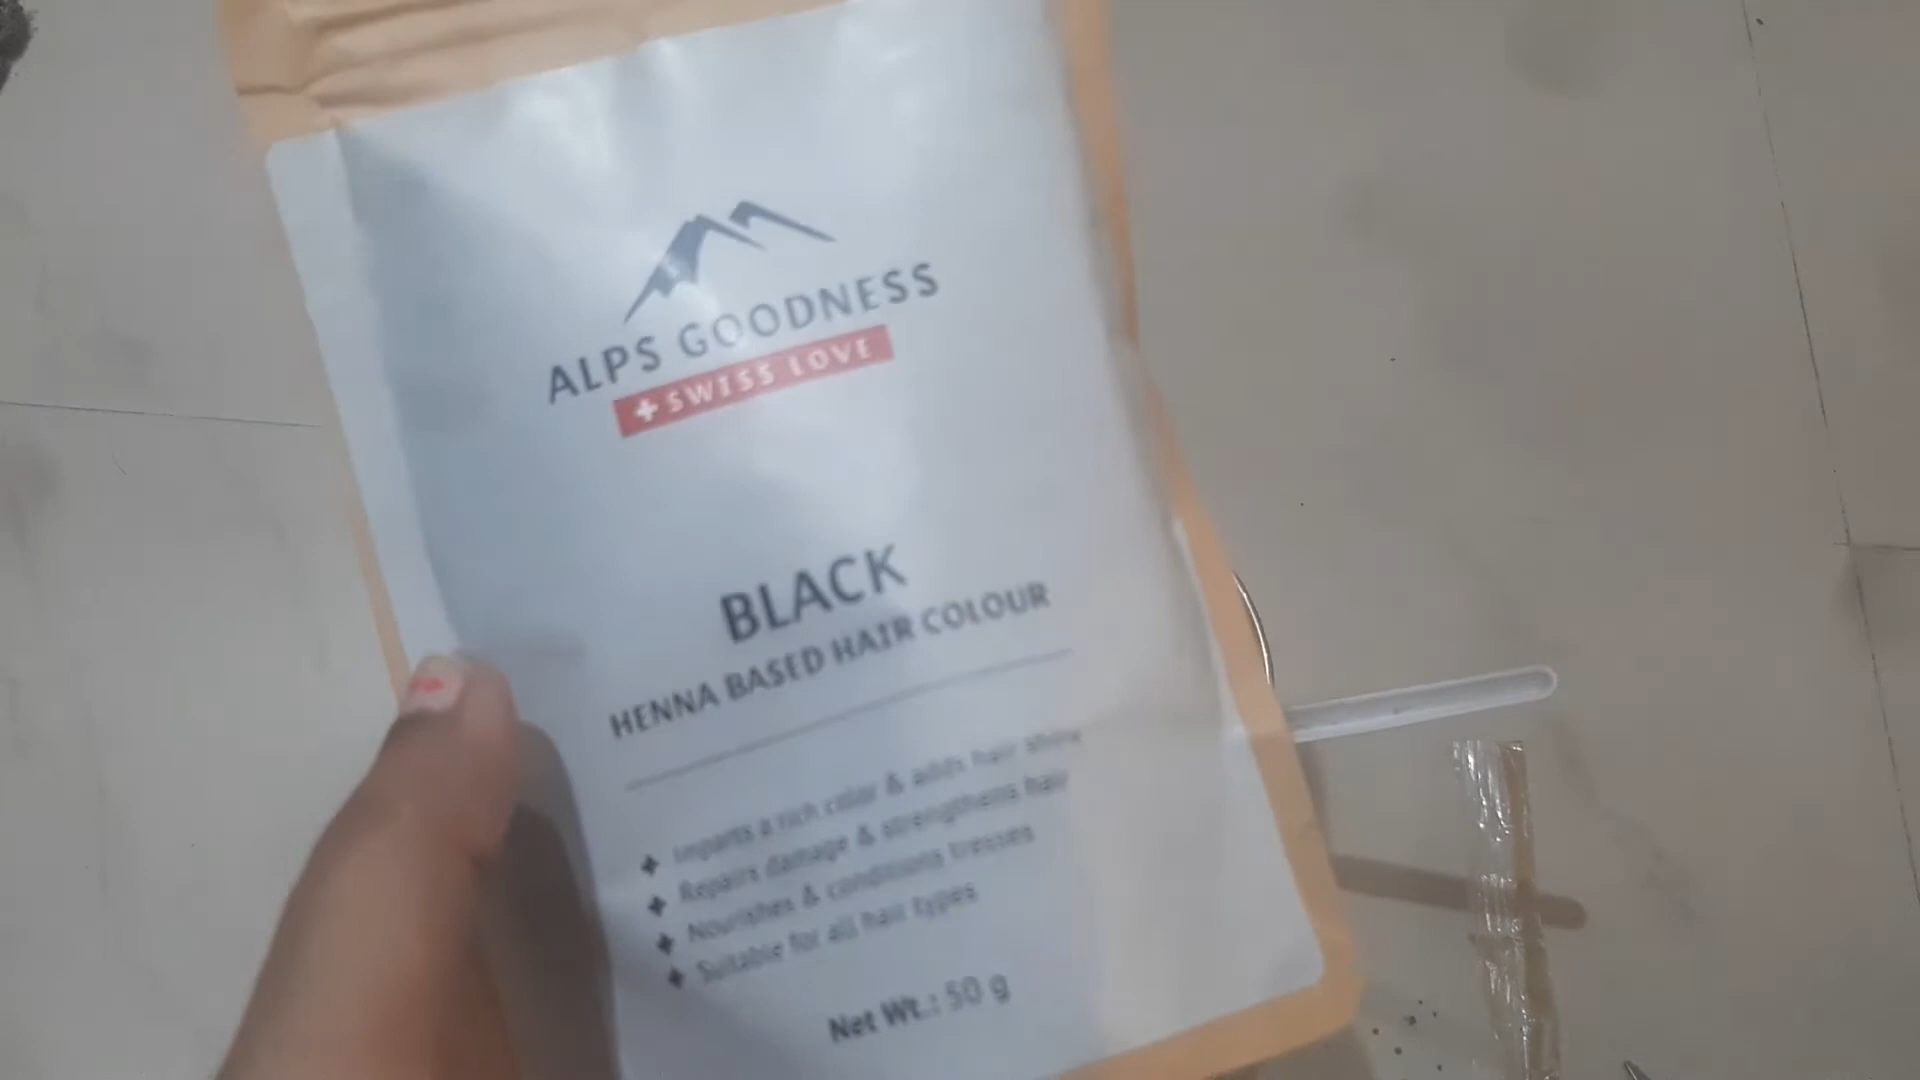 ALPS GOODNESS
SWISS LOVE
BLACK
HENNA BASED HAIR COLOUR
Imparts a rich color & adds hair shine
Repairs damage & strengthens hair
Nourishes & conditions tresses
Suitable for all hair types
Net Wt.: 50 g